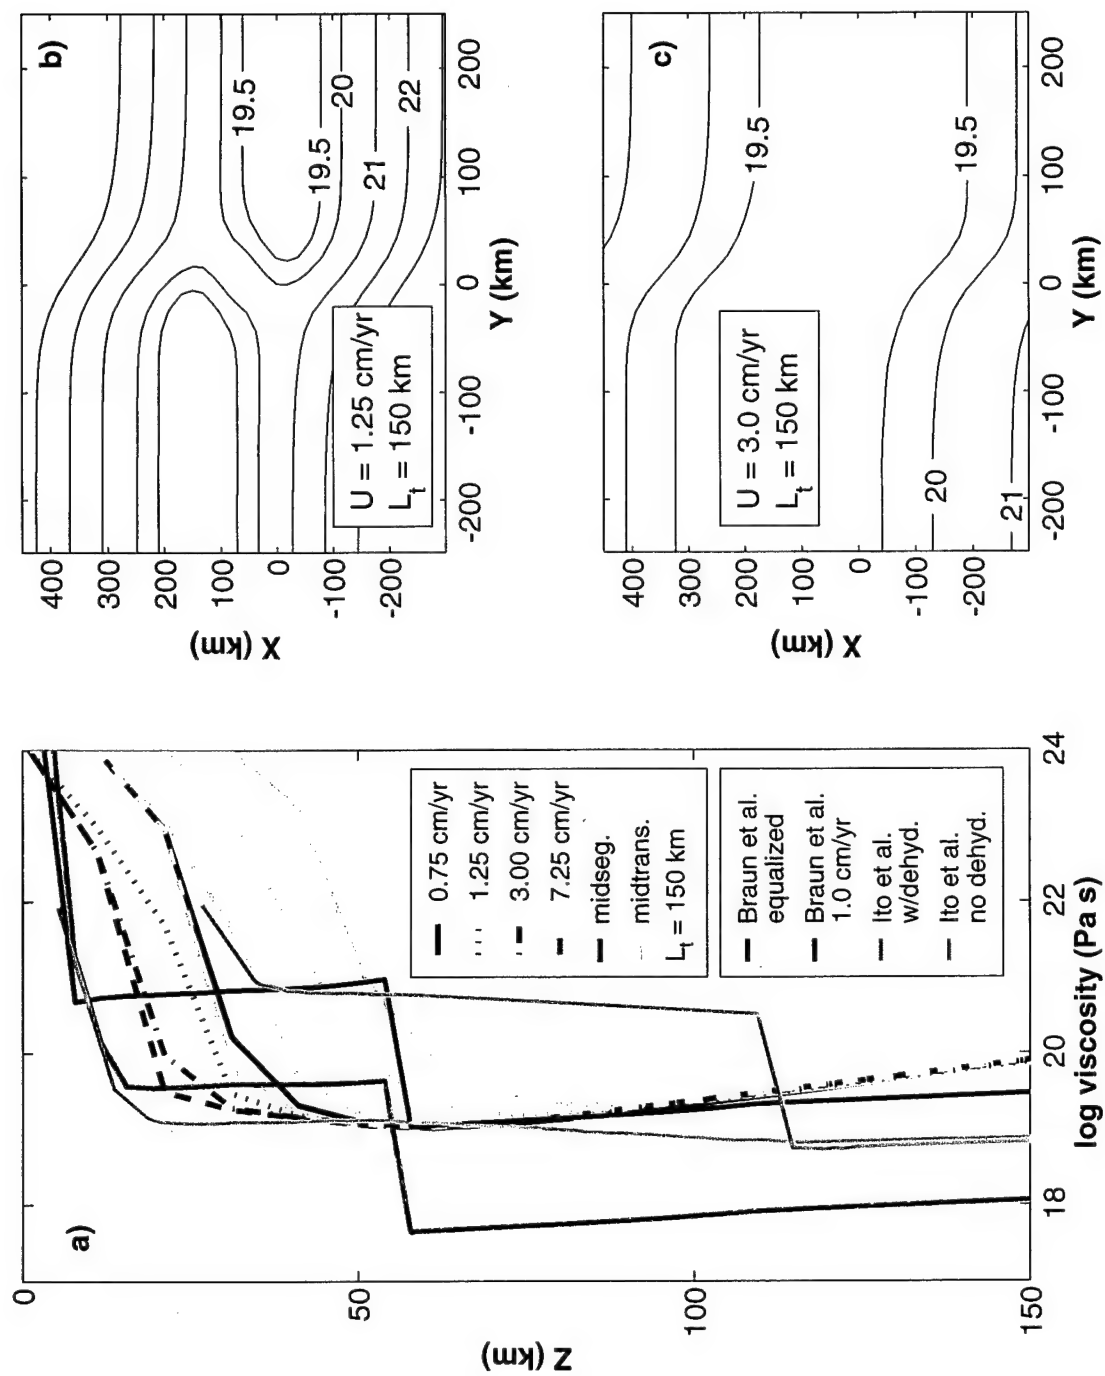 a)
0
50
100
150
Z (km)
18
20
22
24
log viscosity (Pa s)
0.75 cm/yr
1.25 cm/yr
3.00 cm/yr
7.25 cm/yr
midseg.
midtrans.
Lt = 150 km
Braun et al.
equalized
Braun et al.
1.0 cm/yr
Ito et al.
w/dehyd.
Ito et al.
no dehyd.
b)
400
300
200
100
0
-100
-200
X (km)
-200
-100
0
100
200
Y (km)
19.5
19.5
20
21
22
U = 1.25 cm/yr
Lt = 150 km
c)
400
300
200
100
0
-100
-200
X (km)
-200
-100
0
100
200
Y (km)
19.5
19.5
20
21
U = 3.0 cm/yr
Lt = 150 km